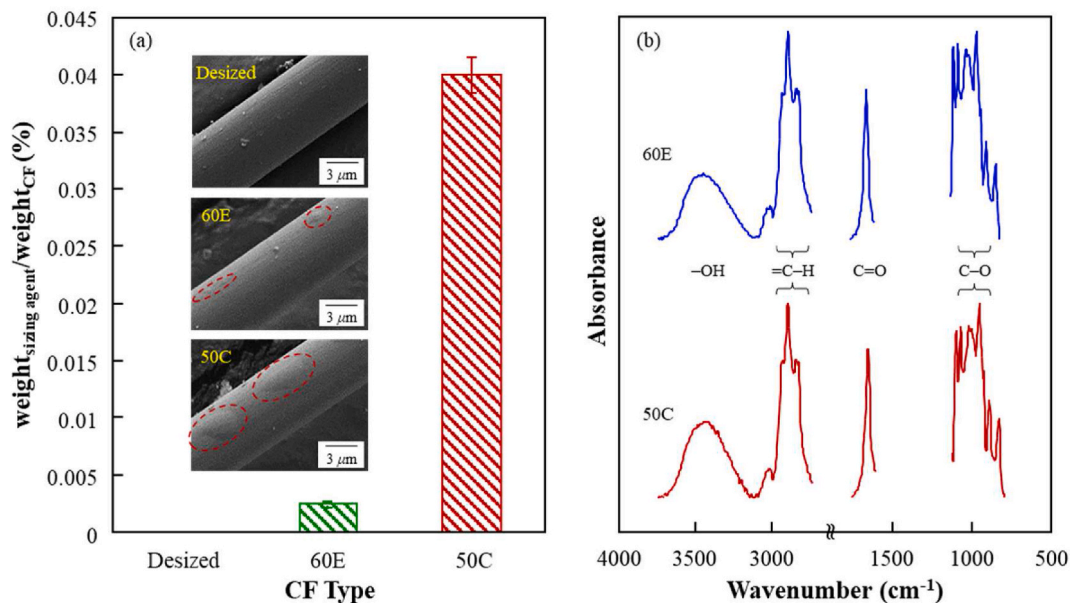 (a)
weight_sizing agent/weight_CF (%)
0.045
0.04
0.035
0.03
0.025
0.02
0.015
0.01
0.005
0
Desized
3 μm
60E
3 μm
50C
3 μm
Desized 60E 50C
CF Type
(b)
Absorbance
60E
–OH =C–H C=O C–O
50C
4000 3500 3000 1500 1000 500
Wavenumber (cm⁻¹)